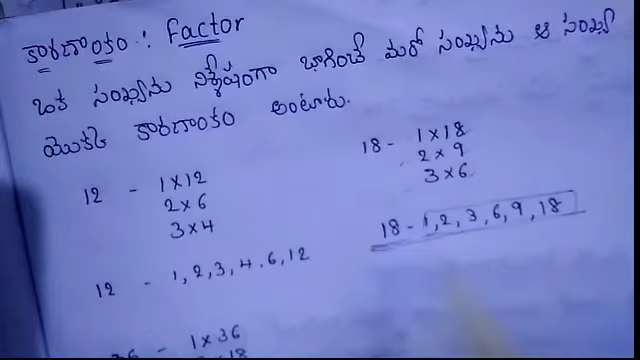 కారణాంకం : Factor
ఒక సంఖ్యను నిశ్శేషంగా భాగించే మరో సంఖ్యను ఆ సంఖ్య
యొక్క కారణాంకం అంటారు.
12 - 1×12
2×6
3×4
12 - 1, 2, 3, 4, 6, 12
18 - 1×18
2×9
3×6
18 - 1, 2, 3, 6, 9, 18
36 - 1×36